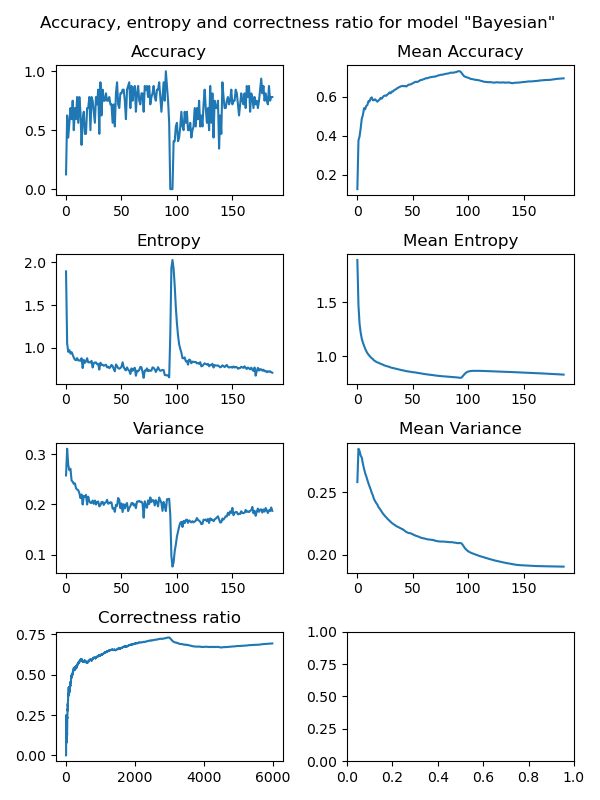 Accuracy, entropy and correctness ratio for model "Bayesian"
Accuracy
1.0
0.5
0.0
0 50 100 150
Mean Accuracy
0.6
0.4
0.2
0 50 100 150
Entropy
2.0
1.5
1.0
0 50 100 150
Mean Entropy
1.5
1.0
0 50 100 150
Variance
0.3
0.2
0.1
0 50 100 150
Mean Variance
0.25
0.20
0 50 100 150
Correctness ratio
0.75
0.50
0.25
0.00
0 2000 4000 6000
1.00
0.75
0.50
0.25
0.00
0.0 0.2 0.4 0.6 0.8 1.0